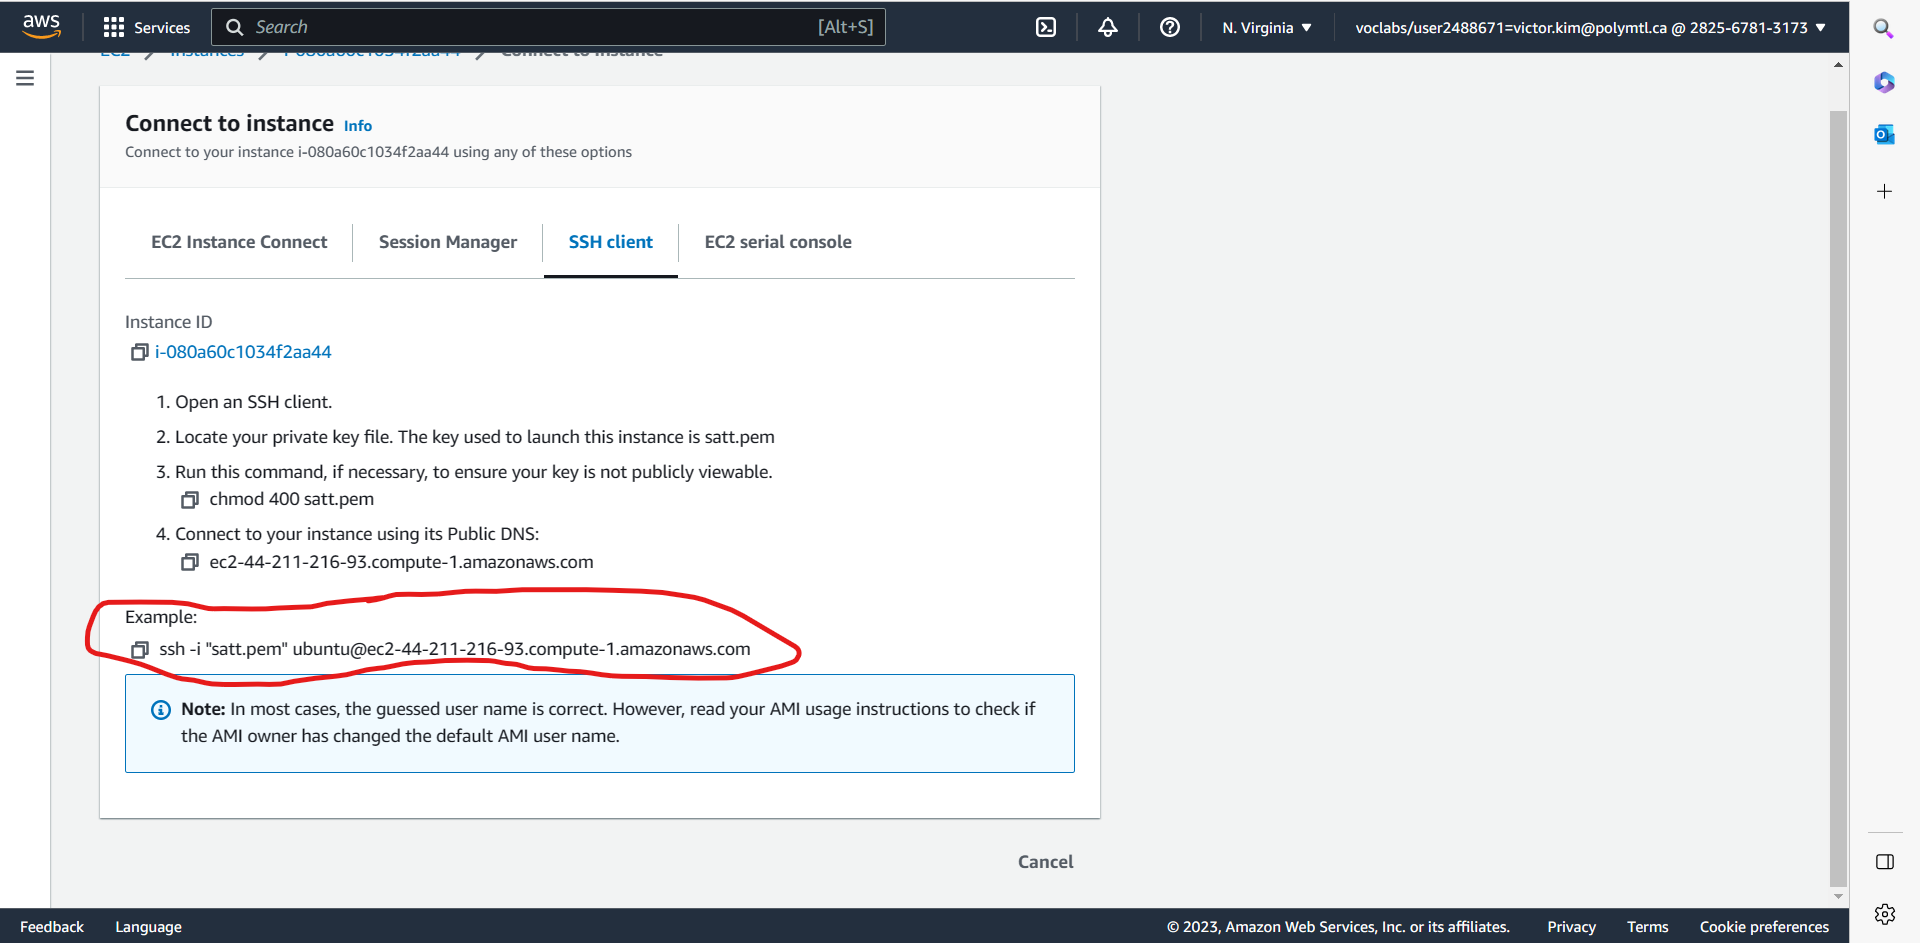 aws
Services
Search
[Alt+S]
N. Virginia
voclabs/user2488671=victor.kim@polymtl.ca @ 2825-6781-3173
EC2
Instances
i-080a60c1034f2aa44
Connect to instance
Connect to instance Info
Connect to your instance i-080a60c1034f2aa44 using any of these options
EC2 Instance Connect
Session Manager
SSH client
EC2 serial console
Instance ID
i-080a60c1034f2aa44
1. Open an SSH client.
2. Locate your private key file. The key used to launch this instance is satt.pem
3. Run this command, if necessary, to ensure your key is not publicly viewable.
chmod 400 satt.pem
4. Connect to your instance using its Public DNS:
ec2-44-211-216-93.compute-1.amazonaws.com
Example:
ssh -i "satt.pem" ubuntu@ec2-44-211-216-93.compute-1.amazonaws.com
Note: In most cases, the guessed user name is correct. However, read your AMI usage instructions to check if
the AMI owner has changed the default AMI user name.
Cancel
Feedback
Language
© 2023, Amazon Web Services, Inc. or its affiliates.
Privacy
Terms
Cookie preferences